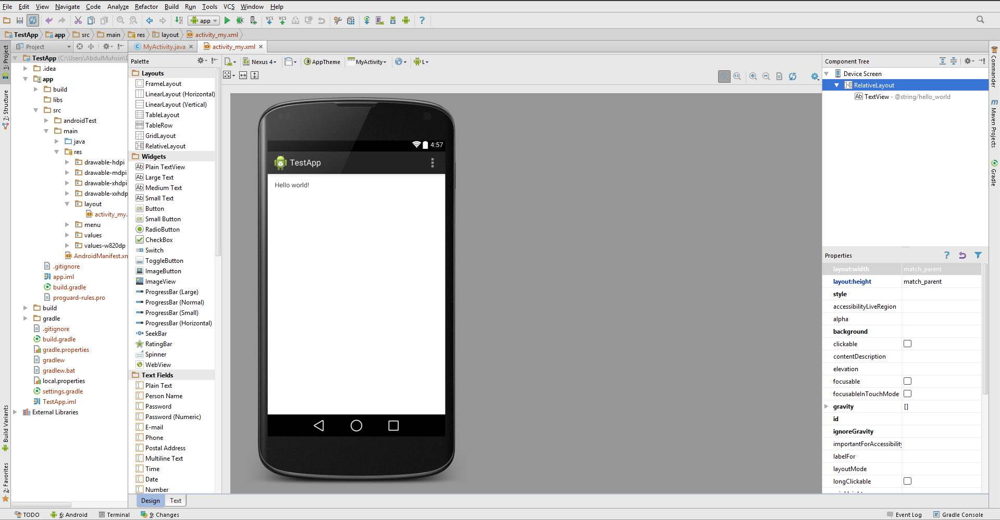 File Edit View Navigate Code Analyze Refactor Build Run Tools VCS Window Help
app
VCS VCS
?
TestApp app src main res layout activity_my.xml
1: Project
7: Structure
Build Variants
2: Favorites
Project
TestApp (C:\Users\AbdulMuhsin\
.idea
app
build
libs
src
androidTest
main
java
res
drawable-hdpi
drawable-mdpi
drawable-xhdpi
drawable-xxhdp
layout
activity_my.
menu
values
values-w820dp
AndroidManifest.xm
.gitignore
app.iml
build.gradle
proguard-rules.pro
build
gradle
.gitignore
build.gradle
gradle.properties
gradlew
gradlew.bat
local.properties
settings.gradle
TestApp.iml
External Libraries
MyActivity.java activity_my.xml
Palette
Layouts
FrameLayout
LinearLayout (Horizontal)
LinearLayout (Vertical)
TableLayout
TableRow
GridLayout
RelativeLayout
Widgets
Ab Plain TextView
Ab Large Text
Ab Medium Text
Ab Small Text
OK Button
OK Small Button
RadioButton
CheckBox
Switch
ToggleButton
ImageButton
ImageView
ProgressBar (Large)
ProgressBar (Normal)
ProgressBar (Small)
ProgressBar (Horizontal)
SeekBar
RatingBar
Spinner
WebView
Text Fields
Plain Text
Person Name
Password
Password (Numeric)
E-mail
Phone
Postal Address
Multiline Text
Time
Date
Number
Nexus 4 AppTheme MyActivity L
4:57
TestApp
Hello world!
Design Text
Component Tree
Device Screen
RelativeLayout
Ab TextView - @string/hello_world
Properties ?
layout:width match_parent
layout:height match_parent
style
accessibilityLiveRegion
alpha
background
clickable
contentDescription
elevation
focusable
focusableInTouchMode
gravity []
id
ignoreGravity
importantForAccessibility
labelFor
layoutMode
longClickable
Commander
m Maven Projects
Gradle
TODO 6: Android Terminal 9: Changes Event Log Gradle Console